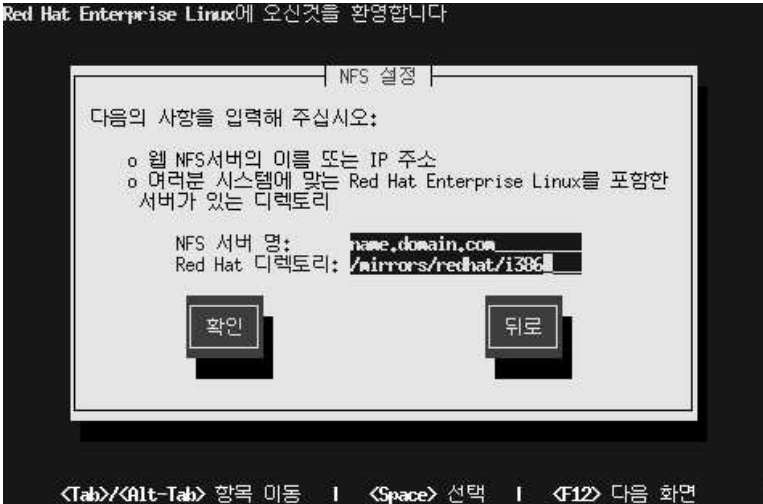 Red Hat Enterprise Linux에 오신것을 환영합니다
NFS 설정
다음의 사항을 입력해 주십시오:
o 웹 NFS서버의 이름 또는 IP 주소
o 여러분 시스템에 맞는 Red Hat Enterprise Linux를 포함한
서버가 있는 디렉토리
NFS 서버 명: name.domain.com
Red Hat 디렉토리: /mirrors/redhat/i386
확인 뒤로
<Tab>/<Alt-Tab> 항목 이동 | <Space> 선택 | <F12> 다음 화면